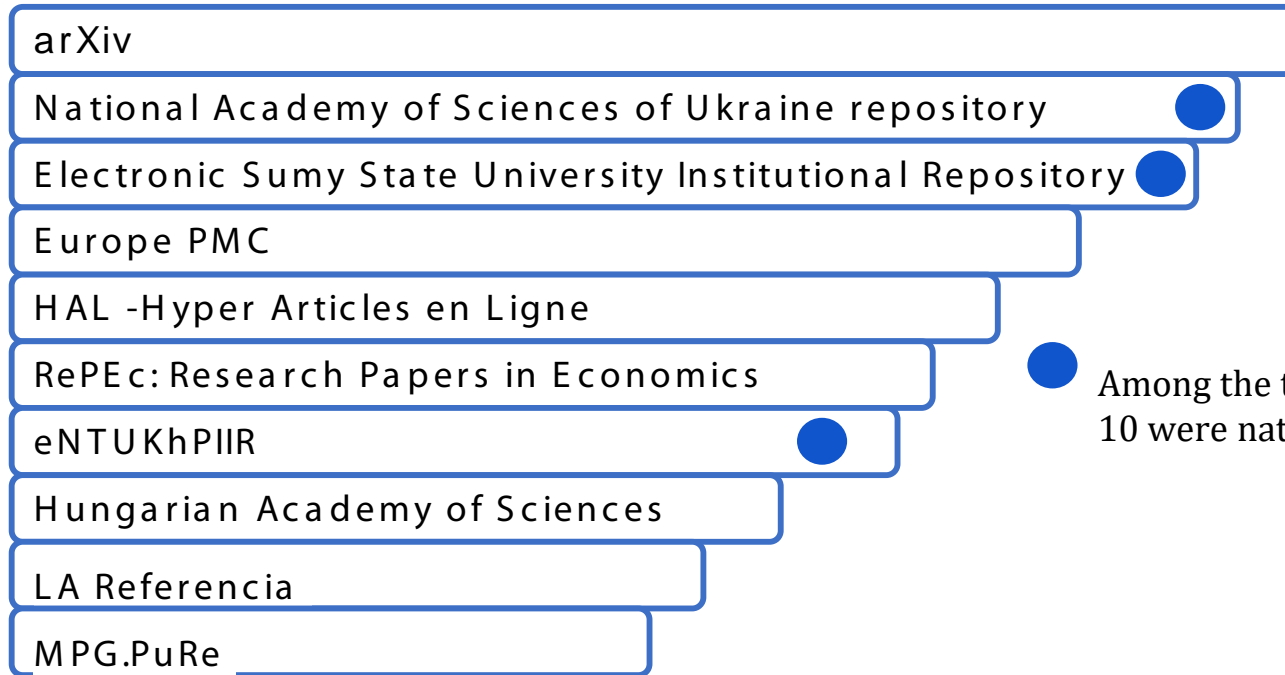 arXiv
National Academy of Sciences of Ukraine repository
Electronic Sumy State University Institutional Repository
Europe PMC
HAL -Hyper Articles en Ligne
RePEc: Research Papers in Economics
eNTUKhPIIR
Hungarian Academy of Sciences
LA Referencia
MPG.PuRe
Among the
10 were